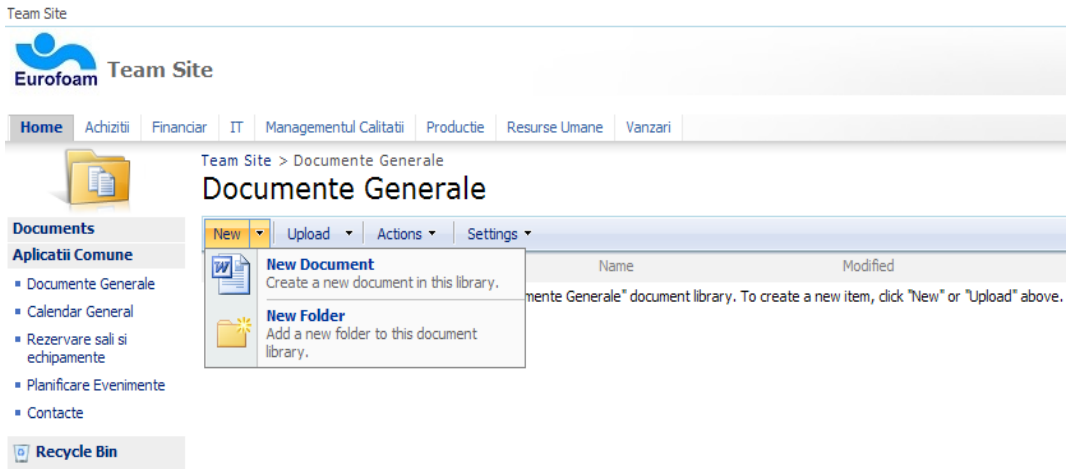 Team Site
Eurofoam
Team Site
Home Achizitii Financiar IT Managementul Calitatii Productie Resurse Umane Vanzari
Team Site > Documente Generale
Documente Generale
Documents
Aplicatii Comune
Documente Generale
Calendar General
Rezervare sali si
echipamente
Planificare Evenimente
Contacte
Recycle Bin
New Upload Actions Settings
New Document
Create a new document in this library.
New Folder
Add a new folder to this document
library.
Name Modified
mente Generale" document library. To create a new item, click "New" or "Upload" above.